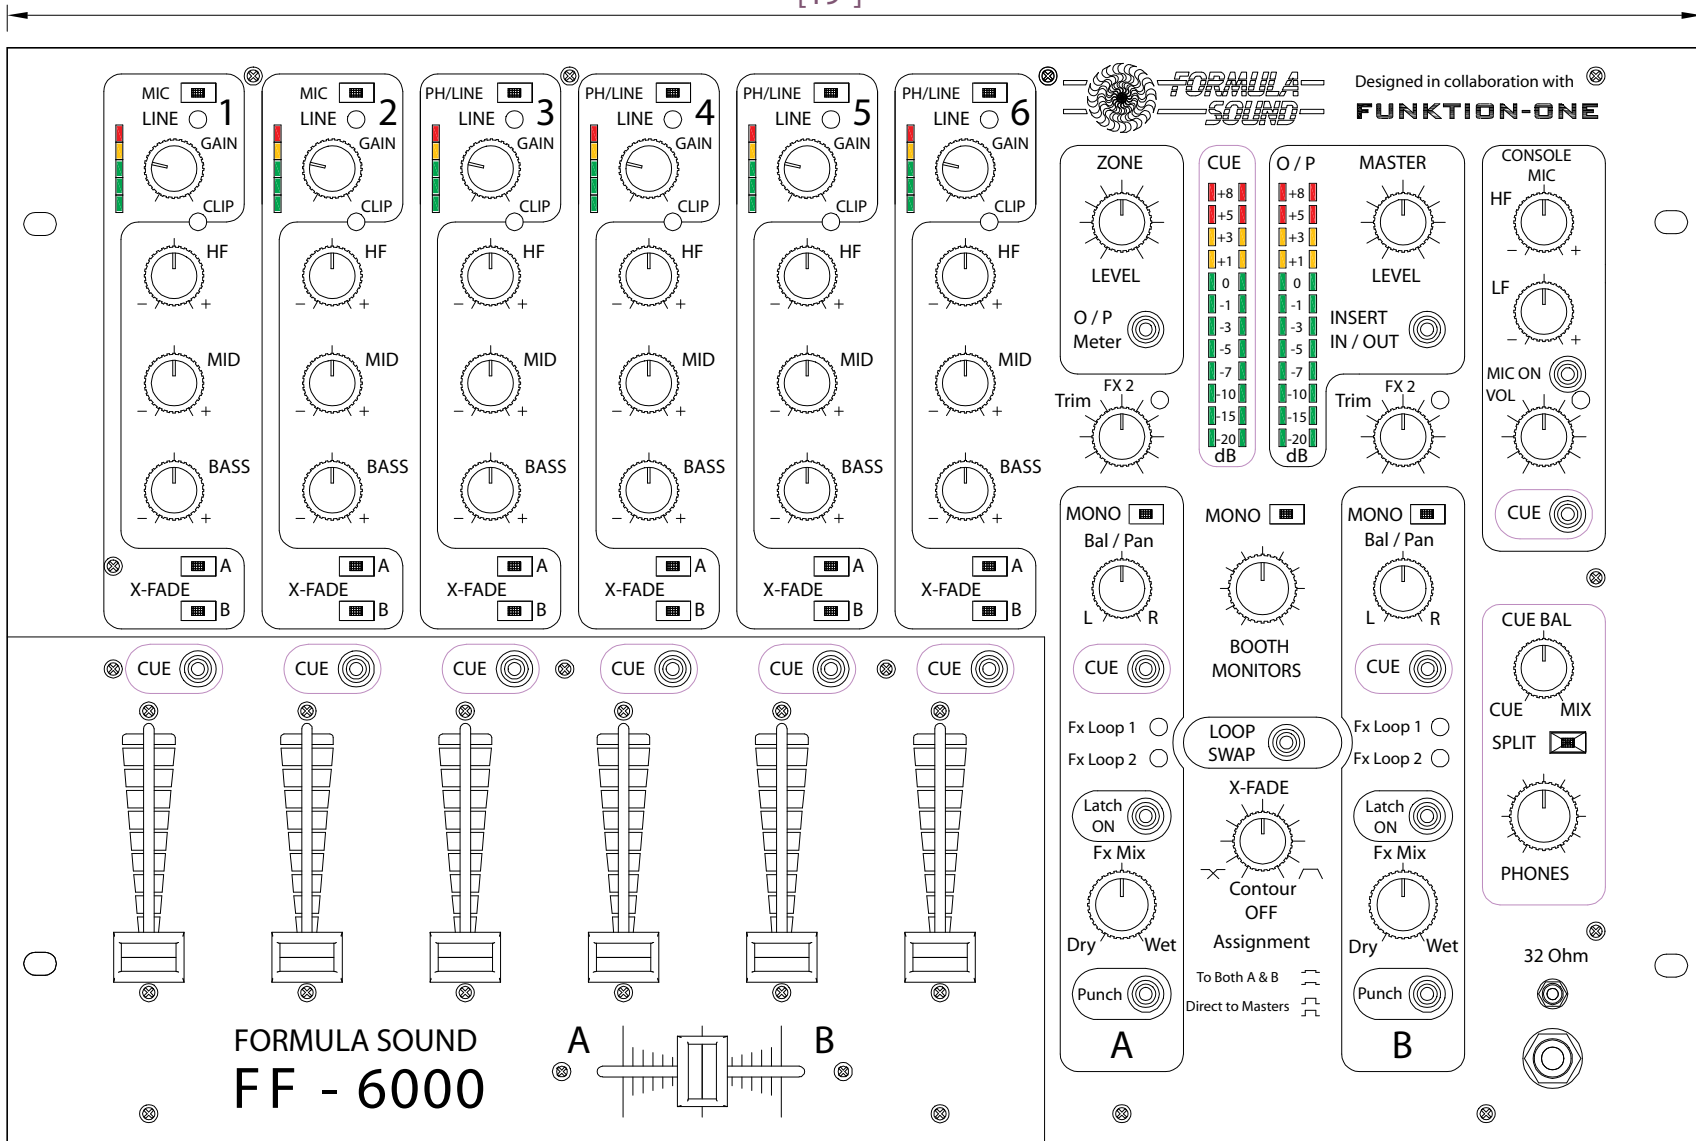 [19"]
MIC
LINE
1
GAIN
CLIP
HF
- +
MID
- +
BASS
- +
A
X-FADE
B
MIC
LINE
2
GAIN
CLIP
HF
- +
MID
- +
BASS
- +
A
X-FADE
B
PH/LINE
LINE
3
GAIN
CLIP
HF
- +
MID
- +
BASS
- +
A
X-FADE
B
PH/LINE
LINE
4
GAIN
CLIP
HF
- +
MID
- +
BASS
- +
A
X-FADE
B
PH/LINE
LINE
5
GAIN
CLIP
HF
- +
MID
- +
BASS
- +
A
X-FADE
B
PH/LINE
LINE
6
GAIN
CLIP
HF
- +
MID
- +
BASS
- +
A
X-FADE
B
FORMULA
SOUND
Designed in collaboration with
FUNKTION-ONE
ZONE
LEVEL
O / P
Meter
FX 2
Trim
CUE
+8
+5
+3
+1
0
-1
-3
-5
-7
-10
-15
-20
dB
O / P
+8
+5
+3
+1
0
-1
-3
-5
-7
-10
-15
-20
dB
MASTER
LEVEL
INSERT
IN / OUT
FX 2
Trim
CONSOLE
MIC
HF
- +
LF
- +
MIC ON
VOL
CUE
MONO
Bal / Pan
L R
CUE
Fx Loop 1
Fx Loop 2
Latch
ON
Fx Mix
Dry Wet
Punch
A
MONO
BOOTH
MONITORS
LOOP
SWAP
X-FADE
Contour
OFF
Assignment
To Both A & B
Direct to Masters
MONO
Bal / Pan
L R
CUE
Fx Loop 1
Fx Loop 2
Latch
ON
Fx Mix
Dry Wet
Punch
B
CUE BAL
CUE MIX
SPLIT
PHONES
32 Ohm
CUE CUE CUE CUE CUE CUE
FORMULA SOUND
FF - 6000
A B